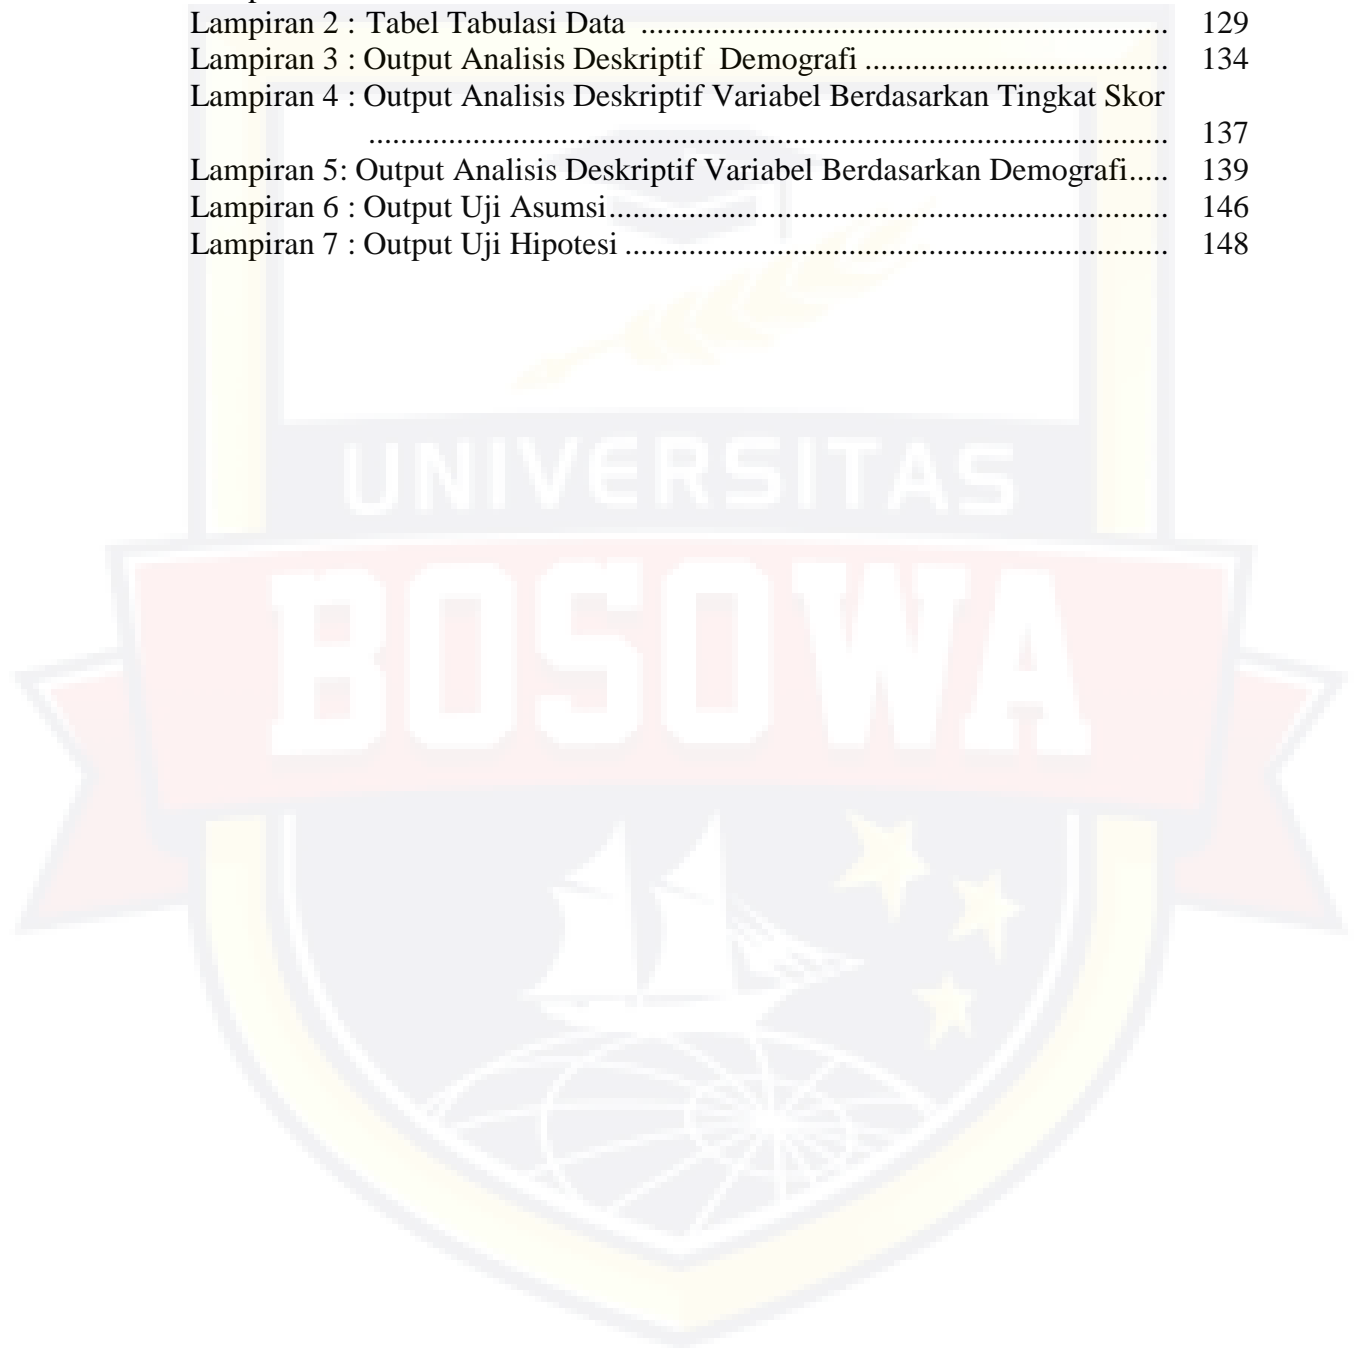 Lampiran 2 : Tabel Tabulasi Data ................................................................... 129
Lampiran 3 : Output Analisis Deskriptif Demografi ...................................... 134
Lampiran 4 : Output Analisis Deskriptif Variabel Berdasarkan Tingkat Skor
..................................................................................................... 137
Lampiran 5: Output Analisis Deskriptif Variabel Berdasarkan Demografi..... 139
Lampiran 6 : Output Uji Asumsi....................................................................... 146
Lampiran 7 : Output Uji Hipotesi ..................................................................... 148
UNIVERSITAS
BOSOWA